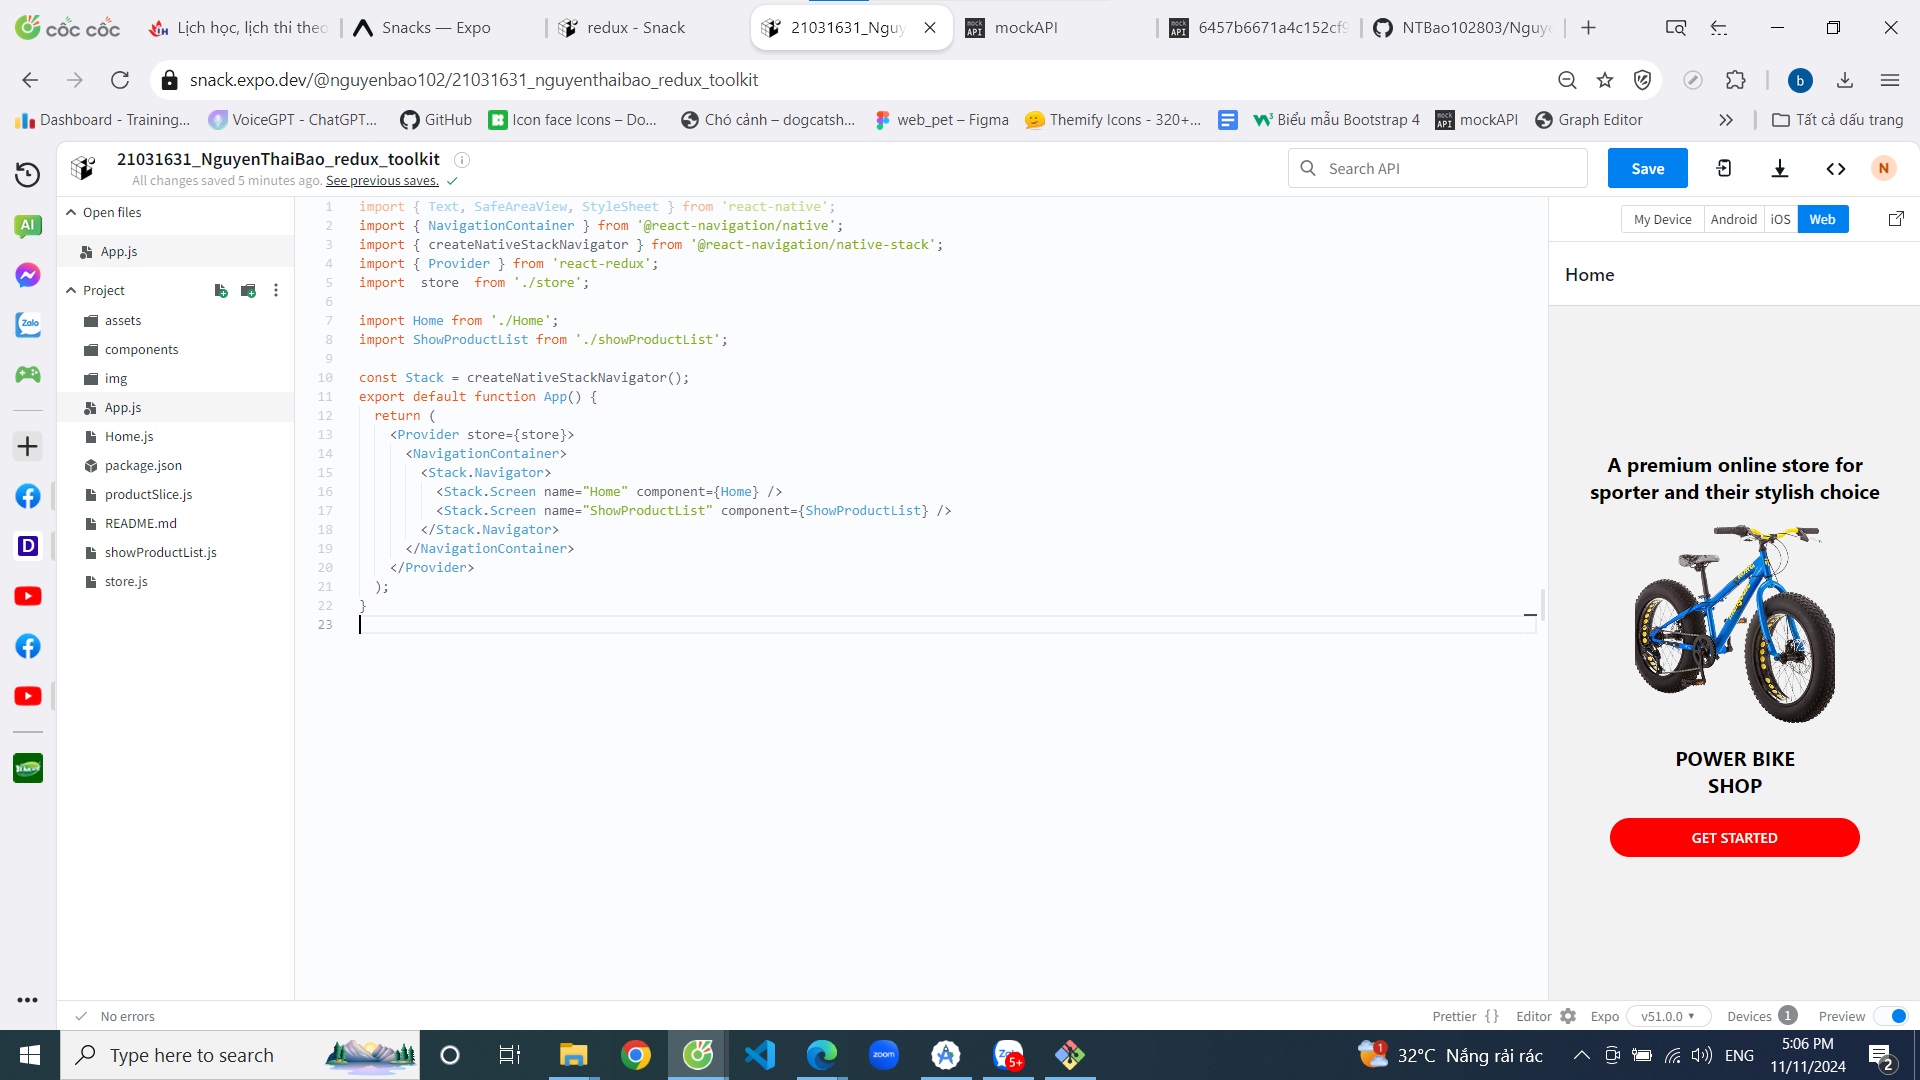 cốc cốc
Lịch học, lịch thi theo
Snacks — Expo
redux - Snack
21031631_Nguy
mockAPI
6457b6671a4c152cf9
NTBao102803/Nguye
snack.expo.dev/@nguyenbao102/21031631_nguyenthaibao_redux_toolkit
b
Dashboard - Training...
VoiceGPT - ChatGPT...
GitHub
Icon face Icons – Do...
Chó cảnh – dogcatsh...
web_pet – Figma
Themify Icons - 320+...
Biểu mẫu Bootstrap 4
mockAPI
Graph Editor
Tất cả dấu trang
21031631_NguyenThaiBao_redux_toolkit
All changes saved 5 minutes ago. See previous saves.
Search API
Save
N
AI
Zalo
D
Open files
App.js
Project
assets
components
img
App.js
Home.js
package.json
productSlice.js
README.md
showProductList.js
store.js
1 import { Text, SafeAreaView, StyleSheet } from 'react-native';
2 import { NavigationContainer } from '@react-navigation/native';
3 import { createNativeStackNavigator } from '@react-navigation/native-stack';
4 import { Provider } from 'react-redux';
5 import  store  from './store';
6
7 import Home from './Home';
8 import ShowProductList from './showProductList';
9
10 const Stack = createNativeStackNavigator();
11 export default function App() {
12   return (
13     <Provider store={store}>
14       <NavigationContainer>
15         <Stack.Navigator>
16           <Stack.Screen name="Home" component={Home} />
17           <Stack.Screen name="ShowProductList" component={ShowProductList} />
18         </Stack.Navigator>
19       </NavigationContainer>
20     </Provider>
21   );
22 }
23
My Device
Android
iOS
Web
Home
A premium online store for
sporter and their stylish choice
POWER BIKE
SHOP
GET STARTED
No errors
Prettier { }
Editor
Expo
v51.0.0
Devices 1
Preview
Type here to search
zoom
5+
1
32°C Nắng rải rác
ENG
5:06 PM
11/11/2024
2